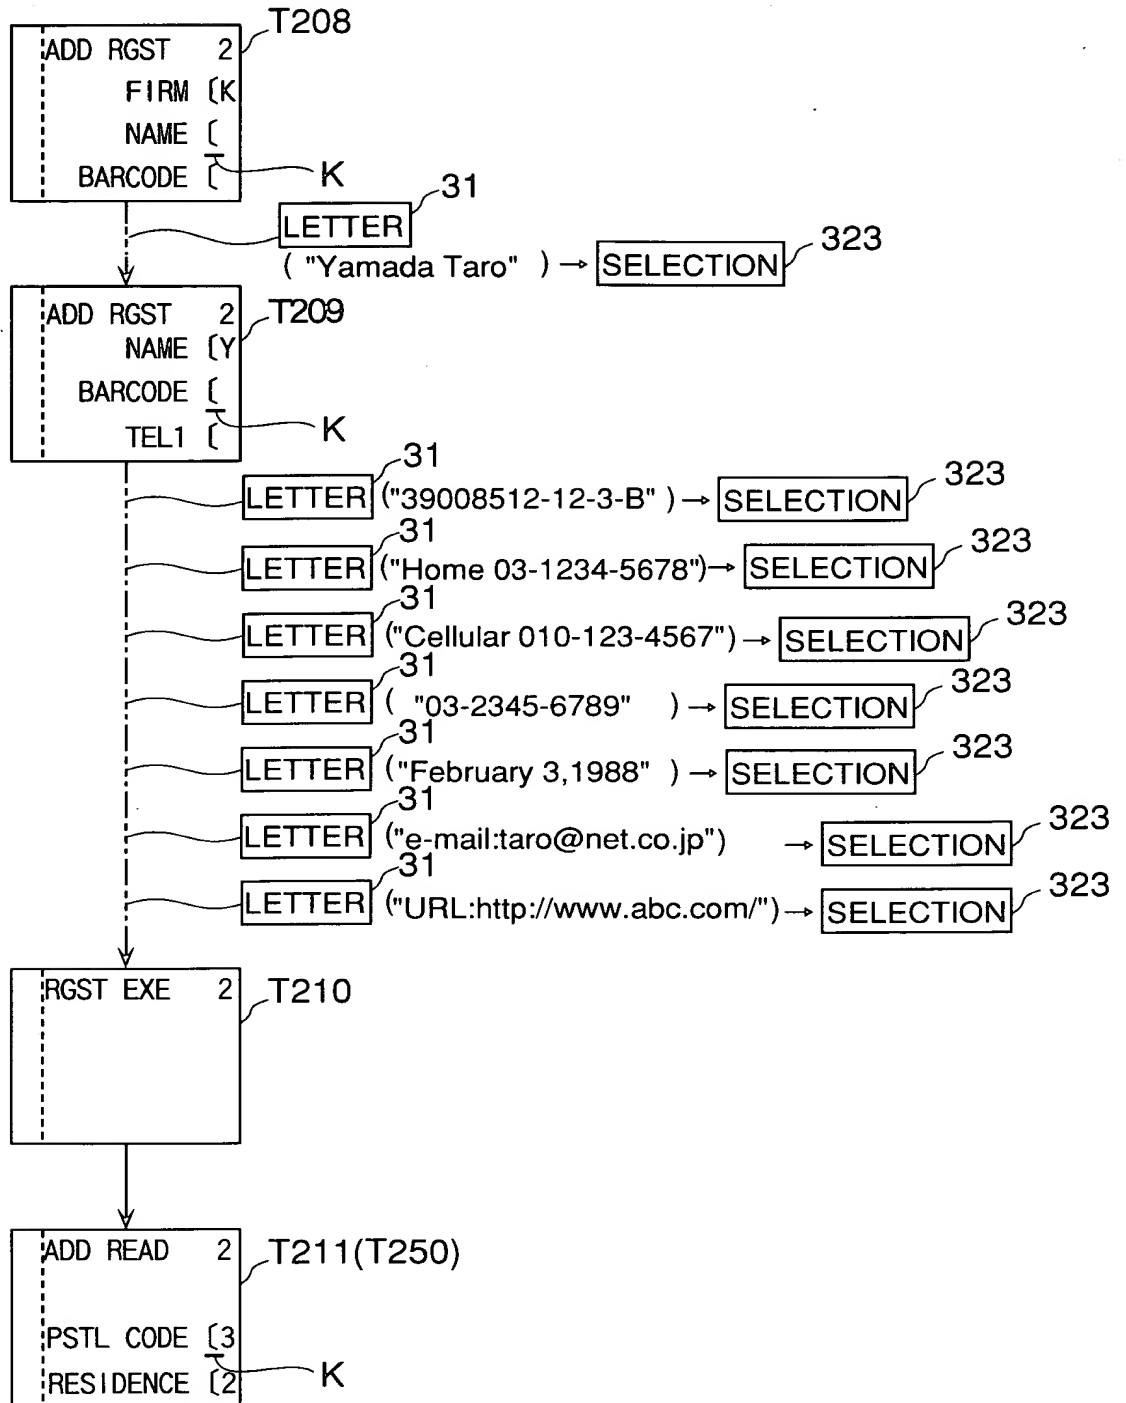 T208
ADD RGST 2
FIRM [K
NAME [
BARCODE [
K
31
LETTER
( "Yamada Taro" ) → SELECTION 323
ADD RGST 2
T209
NAME [Y
BARCODE [
K
TEL1 [
31
LETTER ("39008512-12-3-B" ) → SELECTION 323
31
LETTER ("Home 03-1234-5678")→ SELECTION 323
31
LETTER ("Cellular 010-123-4567") → SELECTION 323
31
LETTER ( "03-2345-6789" ) → SELECTION 323
31
LETTER ("February 3,1988" ) → SELECTION 323
31
LETTER ("e-mail:taro@net.co.jp") → SELECTION 323
31
LETTER ("URL:http://www.abc.com/") → SELECTION 323
RGST EXE 2
T210
ADD READ 2
T211(T250)
PSTL CODE [3
K
RESIDENCE [2